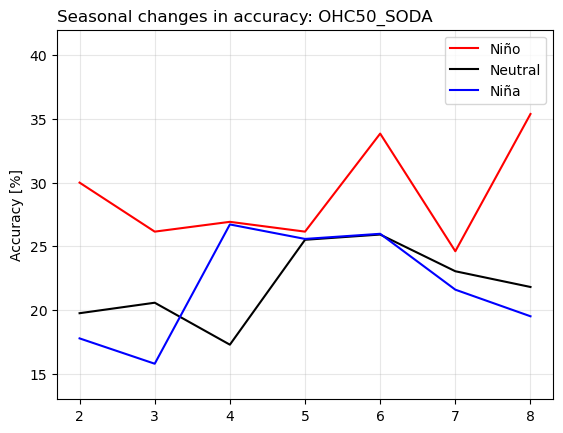 Seasonal changes in accuracy: OHC50_SODA
Niño
Neutral
Niña
Accuracy [%]
40
35
30
25
20
15
2 3 4 5 6 7 8